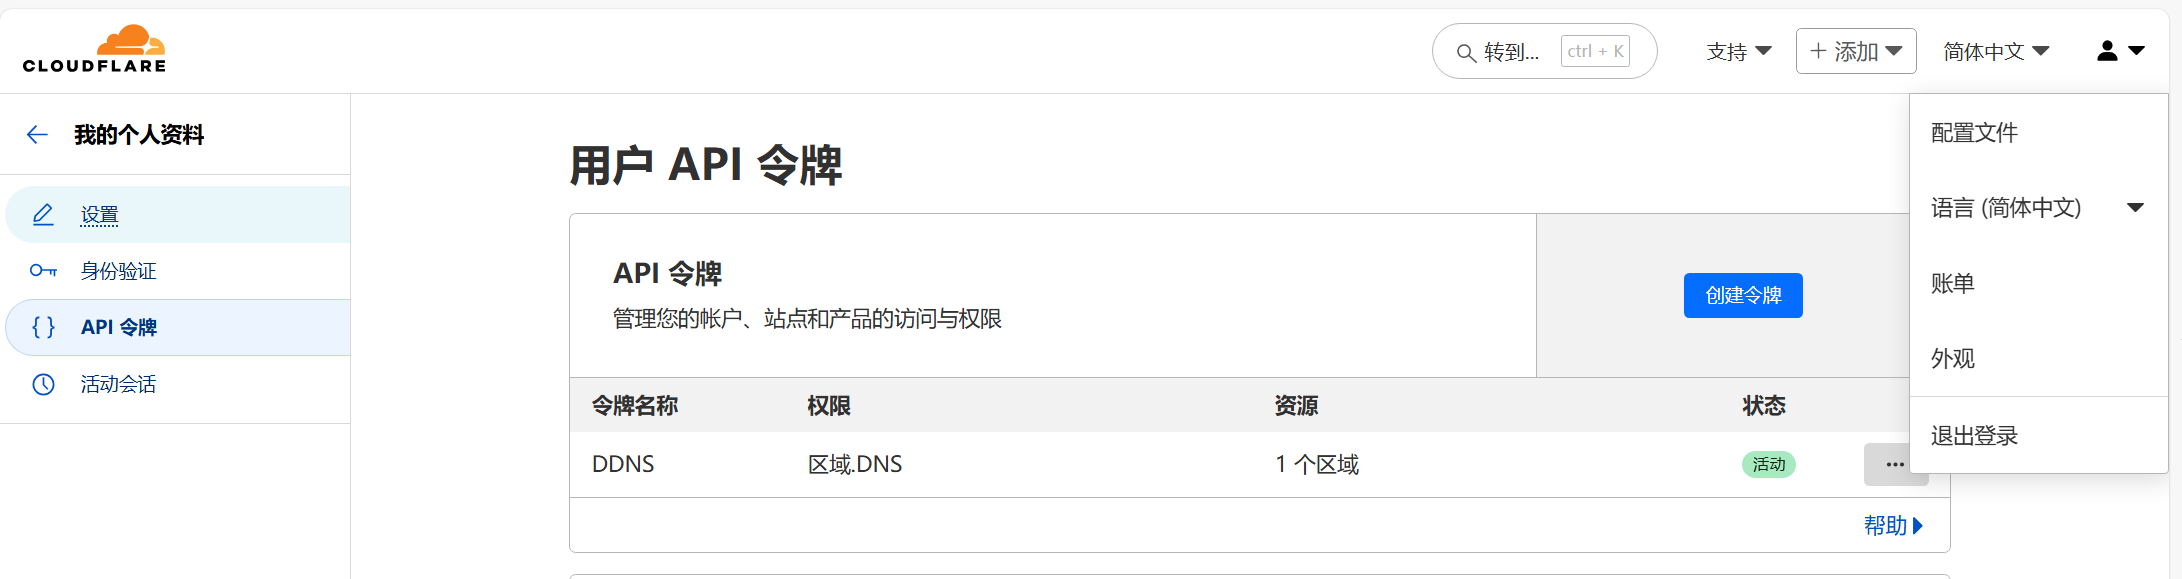 CLOUDFLARE
转到...
ctrl + K
支持
+ 添加
简体中文
我的个人资料
设置
身份验证
API 令牌
活动会话
用户 API 令牌
API 令牌
管理您的帐户、站点和产品的访问与权限
创建令牌
令牌名称 权限 资源 状态
DDNS 区域.DNS 1 个区域 活动 ...
帮助
配置文件
语言 (简体中文)
账单
外观
退出登录